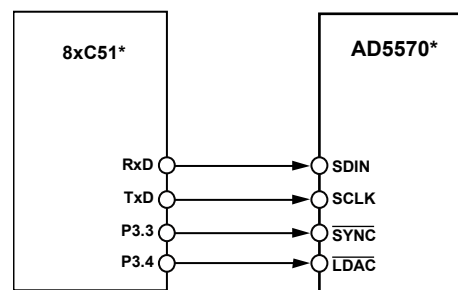 8xC51*
AD5570*
RxD
SDIN
TxD
SCLK
P3.3
SYNC
P3.4
LDAC